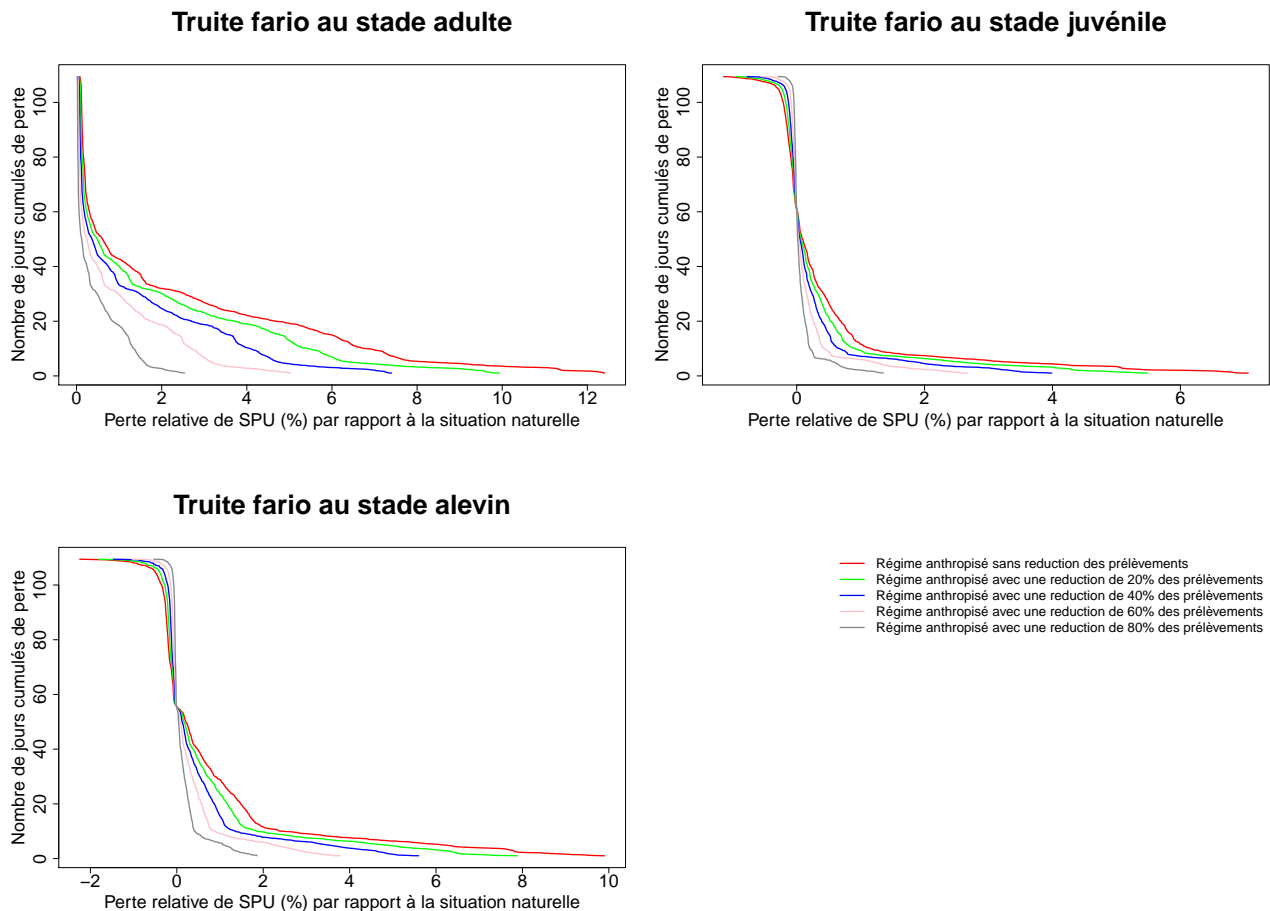 Truite fario au stade adulte
Nombre de jours cumulés de perte
100
80
60
40
20
0
0 2 4 6 8 10 12
Perte relative de SPU (%) par rapport à la situation naturelle
Truite fario au stade juvénile
Nombre de jours cumulés de perte
100
80
60
40
20
0
0 2 4 6
Perte relative de SPU (%) par rapport à la situation naturelle
Truite fario au stade alevin
Nombre de jours cumulés de perte
100
80
60
40
20
0
−2 0 2 4 6 8 10
Perte relative de SPU (%) par rapport à la situation naturelle
Régime anthropisé sans reduction des prélèvements
Régime anthropisé avec une reduction de 20% des prélèvements
Régime anthropisé avec une reduction de 40% des prélèvements
Régime anthropisé avec une reduction de 60% des prélèvements
Régime anthropisé avec une reduction de 80% des prélèvements